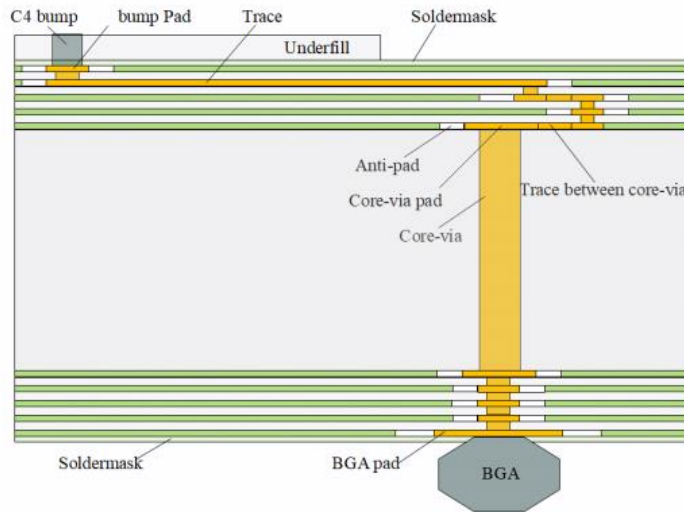 C4 bump
bump Pad
Trace
Soldermask
Underfill
Anti-pad
Core-via pad
Trace between core-via
Core-via
Soldermask
BGA pad
BGA